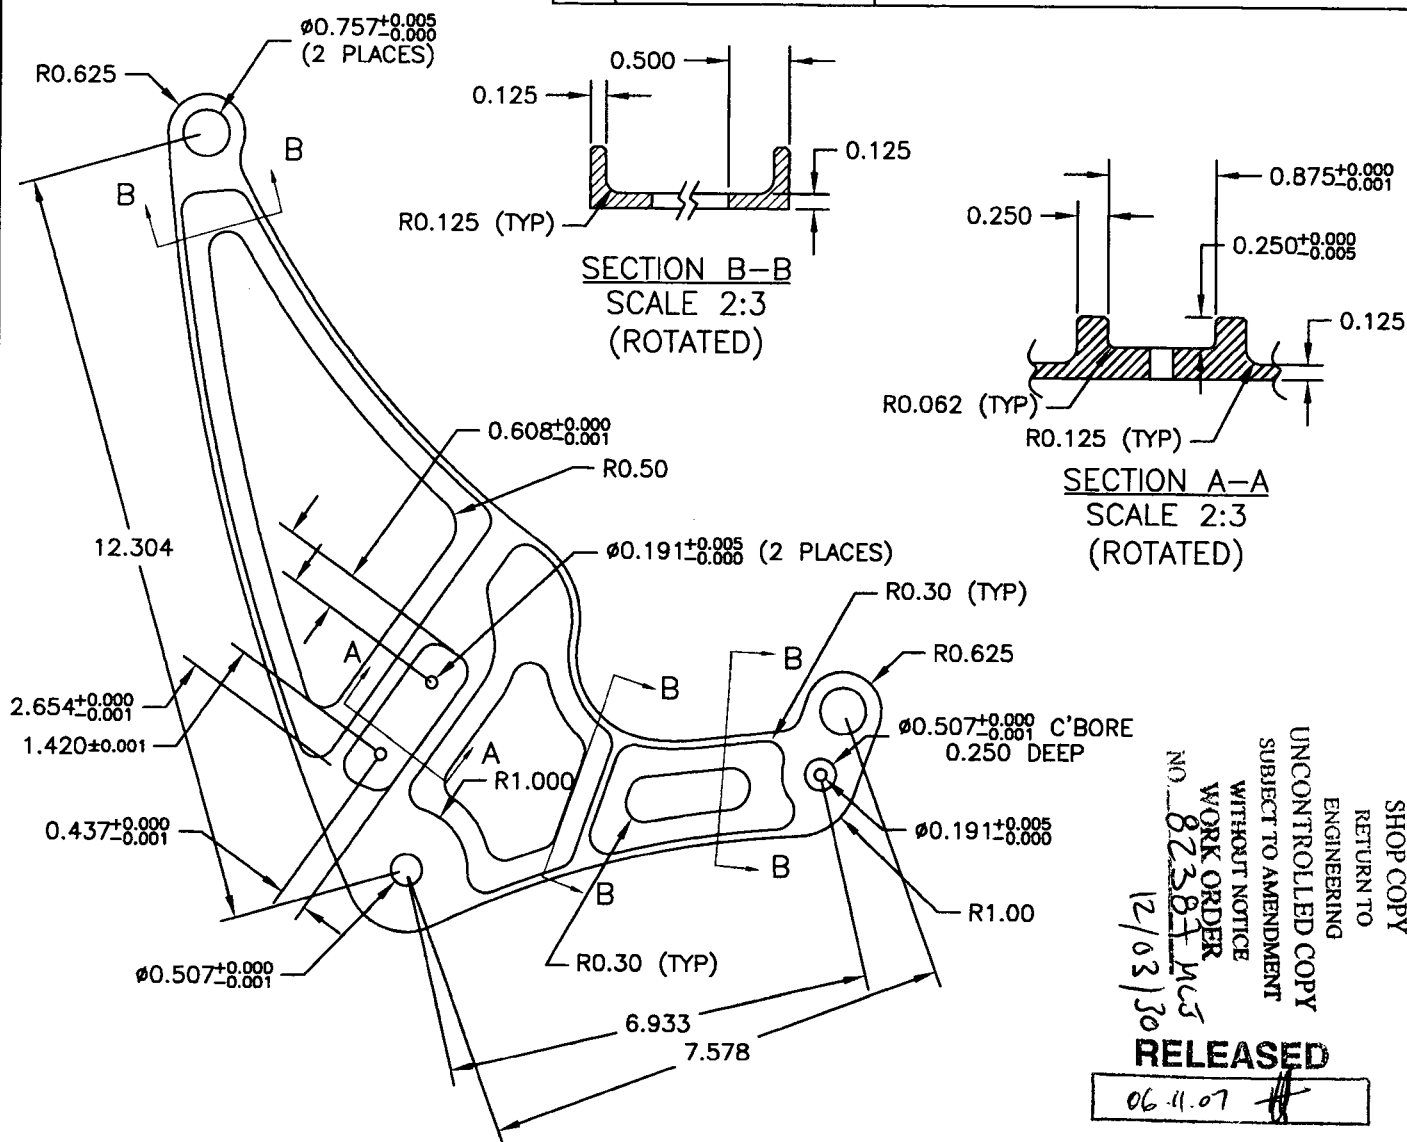 ø0.757+0.005
-0.000
(2 PLACES)
R0.625
B
B
0.500
0.125
0.125
R0.125 (TYP)
SECTION B-B
SCALE 2:3
(ROTATED)
0.875+0.000
-0.001
0.250
0.250+0.000
-0.005
0.125
R0.062 (TYP)
R0.125 (TYP)
SECTION A-A
SCALE 2:3
(ROTATED)
0.608+0.000
-0.001
R0.50
12.304
ø0.191+0.005
-0.000 (2 PLACES)
R0.30 (TYP)
A
B
B
R0.625
2.654+0.000
-0.001
1.420±0.001
ø0.507+0.000
-0.001 C'BORE
0.250 DEEP
A
R1.000
0.437+0.000
-0.001
ø0.191+0.005
-0.000
B
B
R1.00
ø0.507+0.000
-0.001
R0.30 (TYP)
6.933
7.578
SHOP COPY
RETURN TO
ENGINEERING
UNCONTROLLED COPY
SUBJECT TO AMENDMENT
WITHOUT NOTICE
WORK ORDER
NO. 82387 MCJ
12/03/30
RELEASED
06.11.07